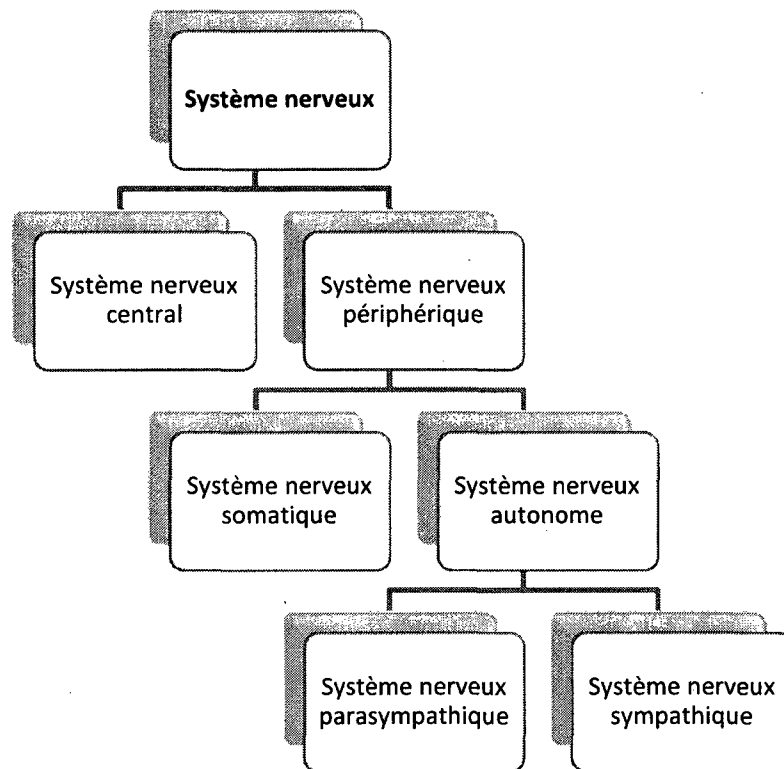 Système nerveux
Système nerveux
central
Système nerveux
périphérique
Système nerveux
somatique
Système nerveux
autonome
Système nerveux
parasympathique
Système nerveux
sympathique